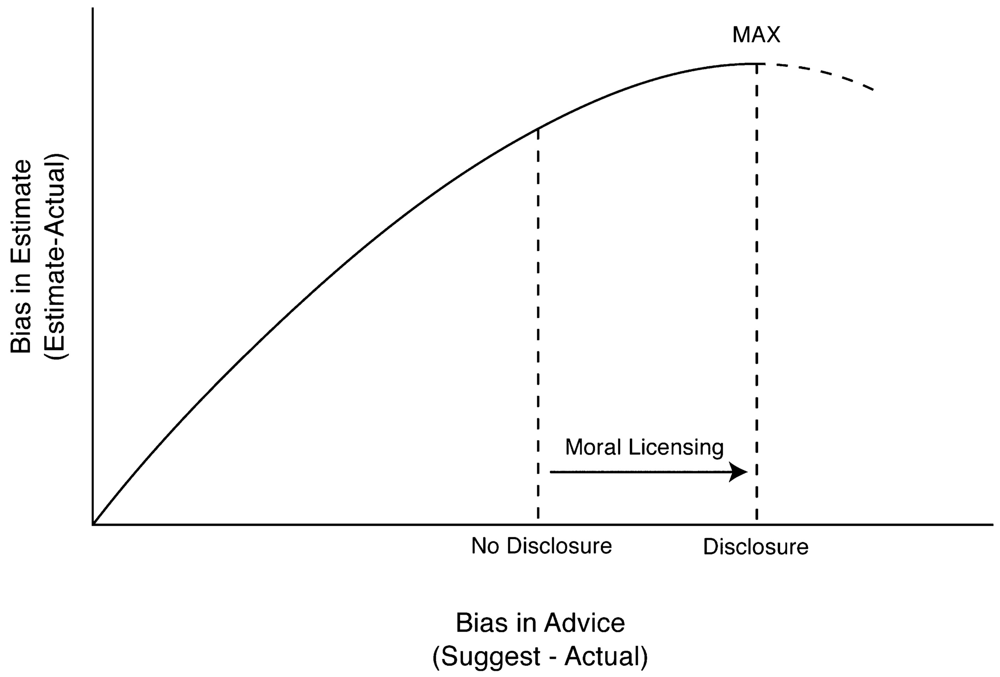 MAX
Bias in Estimate
(Estimate-Actual)
Moral Licensing
No Disclosure
Disclosure
Bias in Advice
(Suggest - Actual)